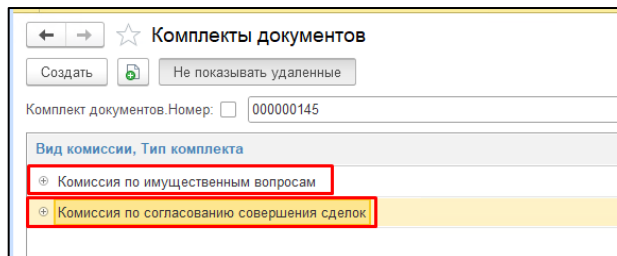 Комплекты документов
Создать
Не показывать удаленные
Комплект документов.Номер: 000000145
Вид комиссии, Тип комплекта
Комиссия по имущественным вопросам
Комиссия по согласованию совершения сделок